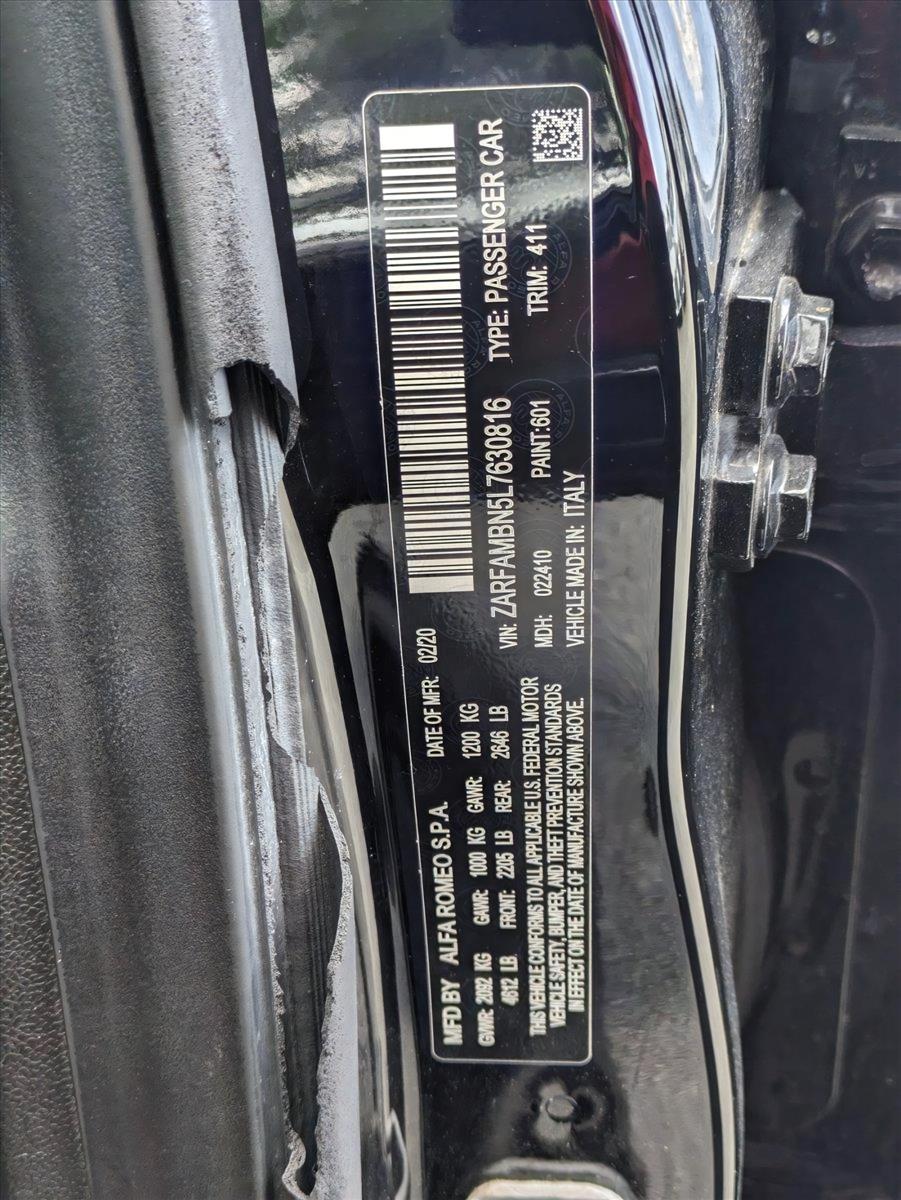 MFD BY ALFA ROMEO S.P.A. DATE OF MFR: 02/20
GVWR: 2092 KG GAWR: 1000 KG GAWR: 1200 KG
4612 LB FRONT: 2205 LB REAR: 2646 LB
THIS VEHICLE CONFORMS TO ALL APPLICABLE U.S. FEDERAL MOTOR
VEHICLE SAFETY, BUMPER, AND THEFT PREVENTION STANDARDS
IN EFFECT ON THE DATE OF MANUFACTURE SHOWN ABOVE.
VIN: ZARFAMBN5L7630816 TYPE: PASSENGER CAR
MDH: 022410 PAINT:601 TRIM: 411
VEHICLE MADE IN: ITALY